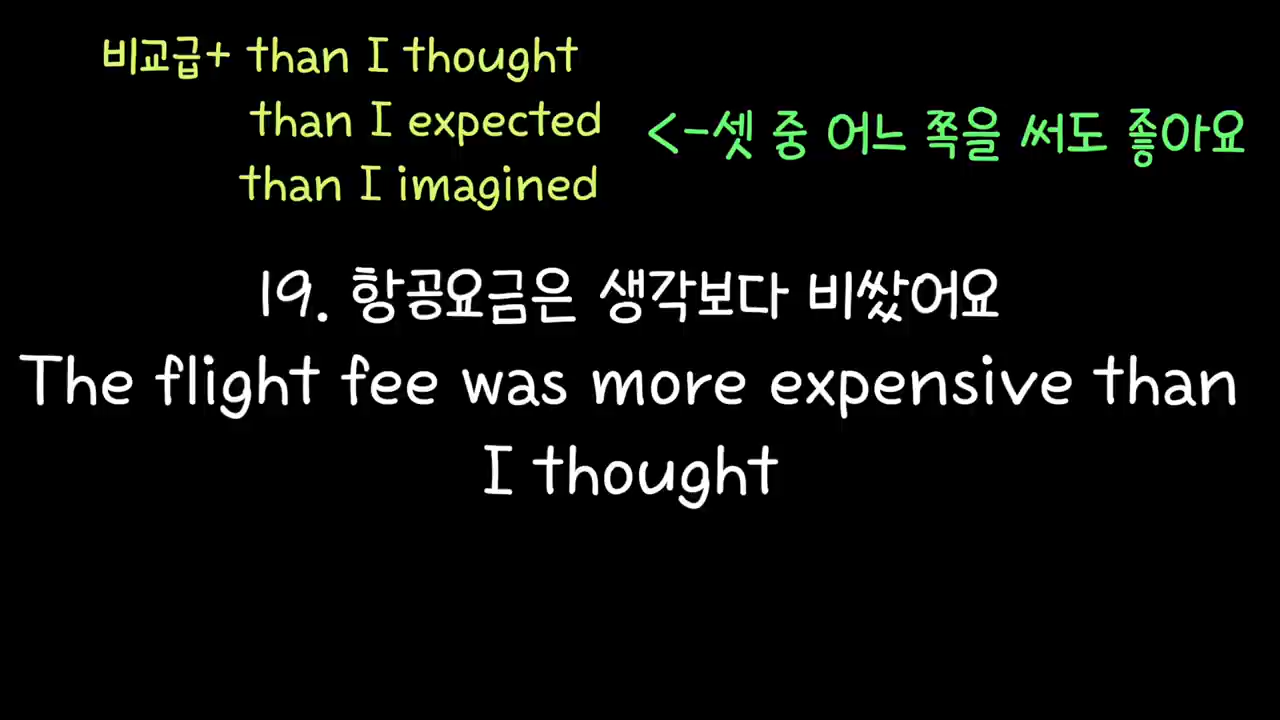 비교급+ than I thought
than I expected
<-셋 중 어느 쪽을 써도 좋아요
than I imagined
19. 항공요금은 생각보다 비쌌어요
The flight fee was more expensive than
I thought